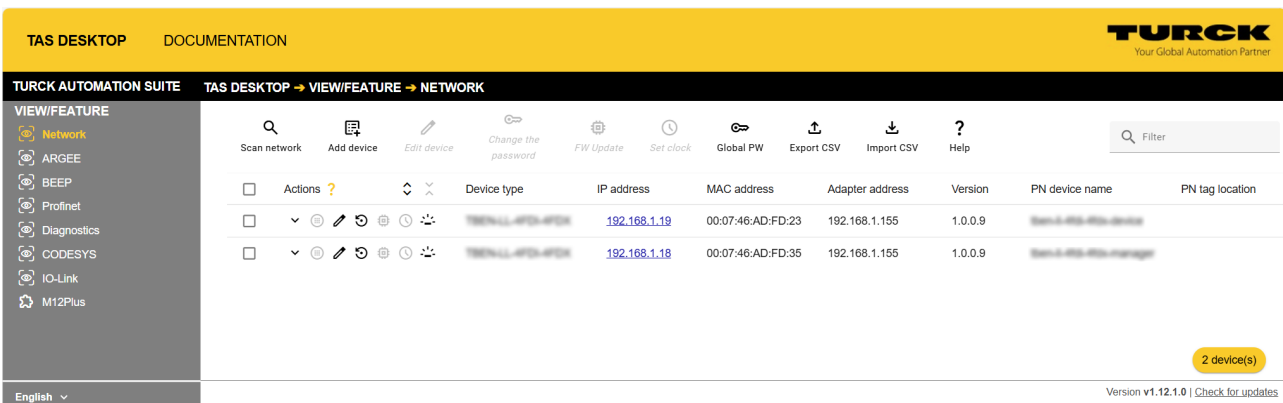 TAS DESKTOP DOCUMENTATION
TURCK
Your Global Automation Partner
TURCK AUTOMATION SUITE TAS DESKTOP ➔ VIEW/FEATURE ➔ NETWORK
VIEW/FEATURE
Network
ARGEE
BEEP
Profinet
Diagnostics
CODESYS
IO-Link
M12Plus
Scan network Add device Edit device Change the password FW Update Set clock Global PW Export CSV Import CSV ? Help
Filter
Actions ? Device type IP address MAC address Adapter address Version PN device name PN tag location
192.168.1.19 00:07:46:AD:FD:23 192.168.1.155 1.0.0.9
192.168.1.18 00:07:46:AD:FD:35 192.168.1.155 1.0.0.9
2 device(s)
English
Version v1.12.1.0 | Check for updates